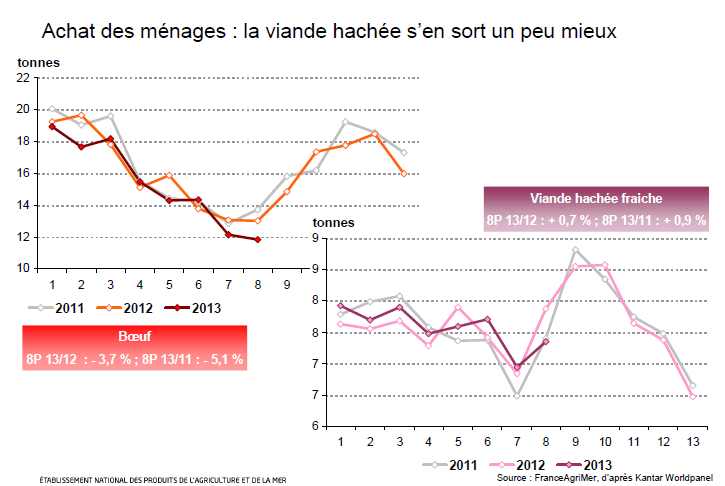 Achat des ménages : la viande hachée s'en sort un peu mieux
tonnes
22
20
18
16
14
12
10
1 2 3 4 5 6 7 8 9
2011 2012 2013
Bœuf
8P 13/12 : - 3,7 % ; 8P 13/11 : - 5,1 %
Viande hachée fraiche
8P 13/12 : + 0,7 % ; 8P 13/11 : + 0,9 %
tonnes
9
9
8
8
7
7
6
1 2 3 4 5 6 7 8 9 10 11 12 13
2011 2012 2013
ÉTABLISSEMENT NATIONAL DES PRODUITS DE L'AGRICULTURE ET DE LA MER
Source : FranceAgriMer, d'après Kantar Worldpanel